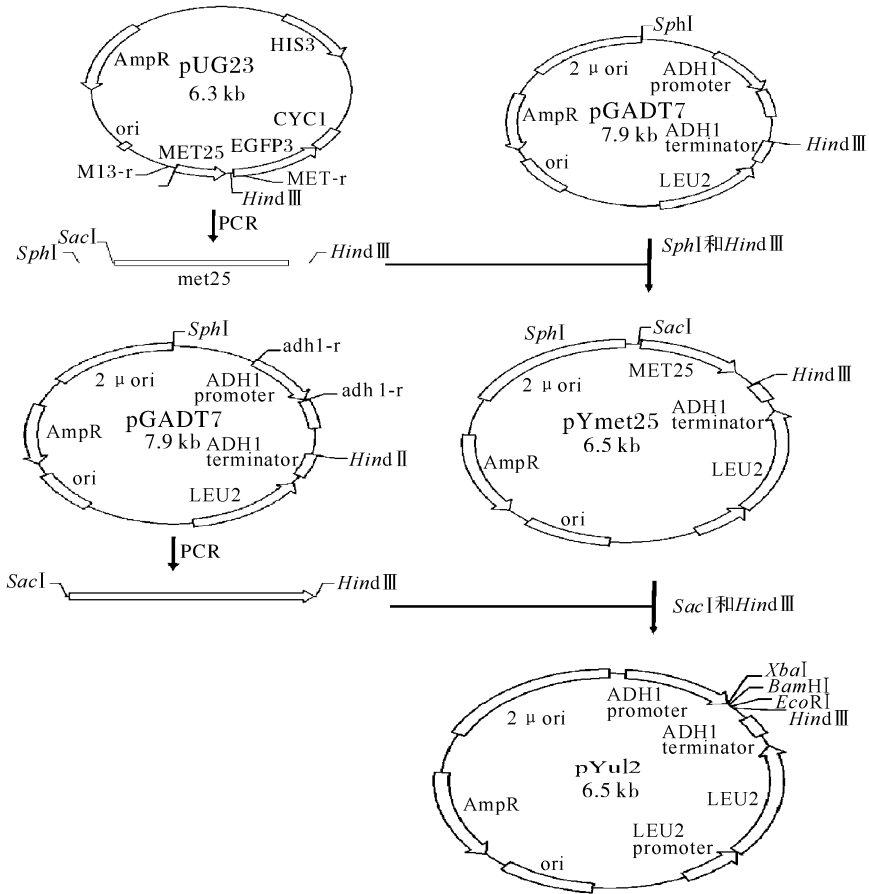 HIS3
AmpR
pUG23
6.3 kb
CYC1
ori
MET25
EGFP3
M13-r
MET-r
HindⅢ
PCR
SphⅠ
ADH1
promoter
2 μ ori
AmpR
pGADT7
7.9 kb
ADH1
terminator
HindⅢ
ori
LEU2
SacⅠ
SphⅠ
HindⅢ
met25
SphⅠ和HindⅢ
SphⅠ
adh1-r
2 μ ori
ADH1
promoter
adh 1-r
pGADT7
7.9 kb
AmpR
ADH1
terminator
HindⅡ
ori
LEU2
PCR
SphⅠ
SacⅠ
MET25
2 μ ori
HindⅢ
ADH1
terminator
pYmet25
6.5 kb
AmpR
LEU2
ori
SacⅠ
HindⅢ
SacⅠ和HindⅢ
XbaⅠ
BamHⅠ
EcoRⅠ
HindⅢ
ADH1
promoter
2 μ ori
ADH1
terminator
pYul2
6.5 kb
AmpR
LEU2
LEU2
promoter
ori